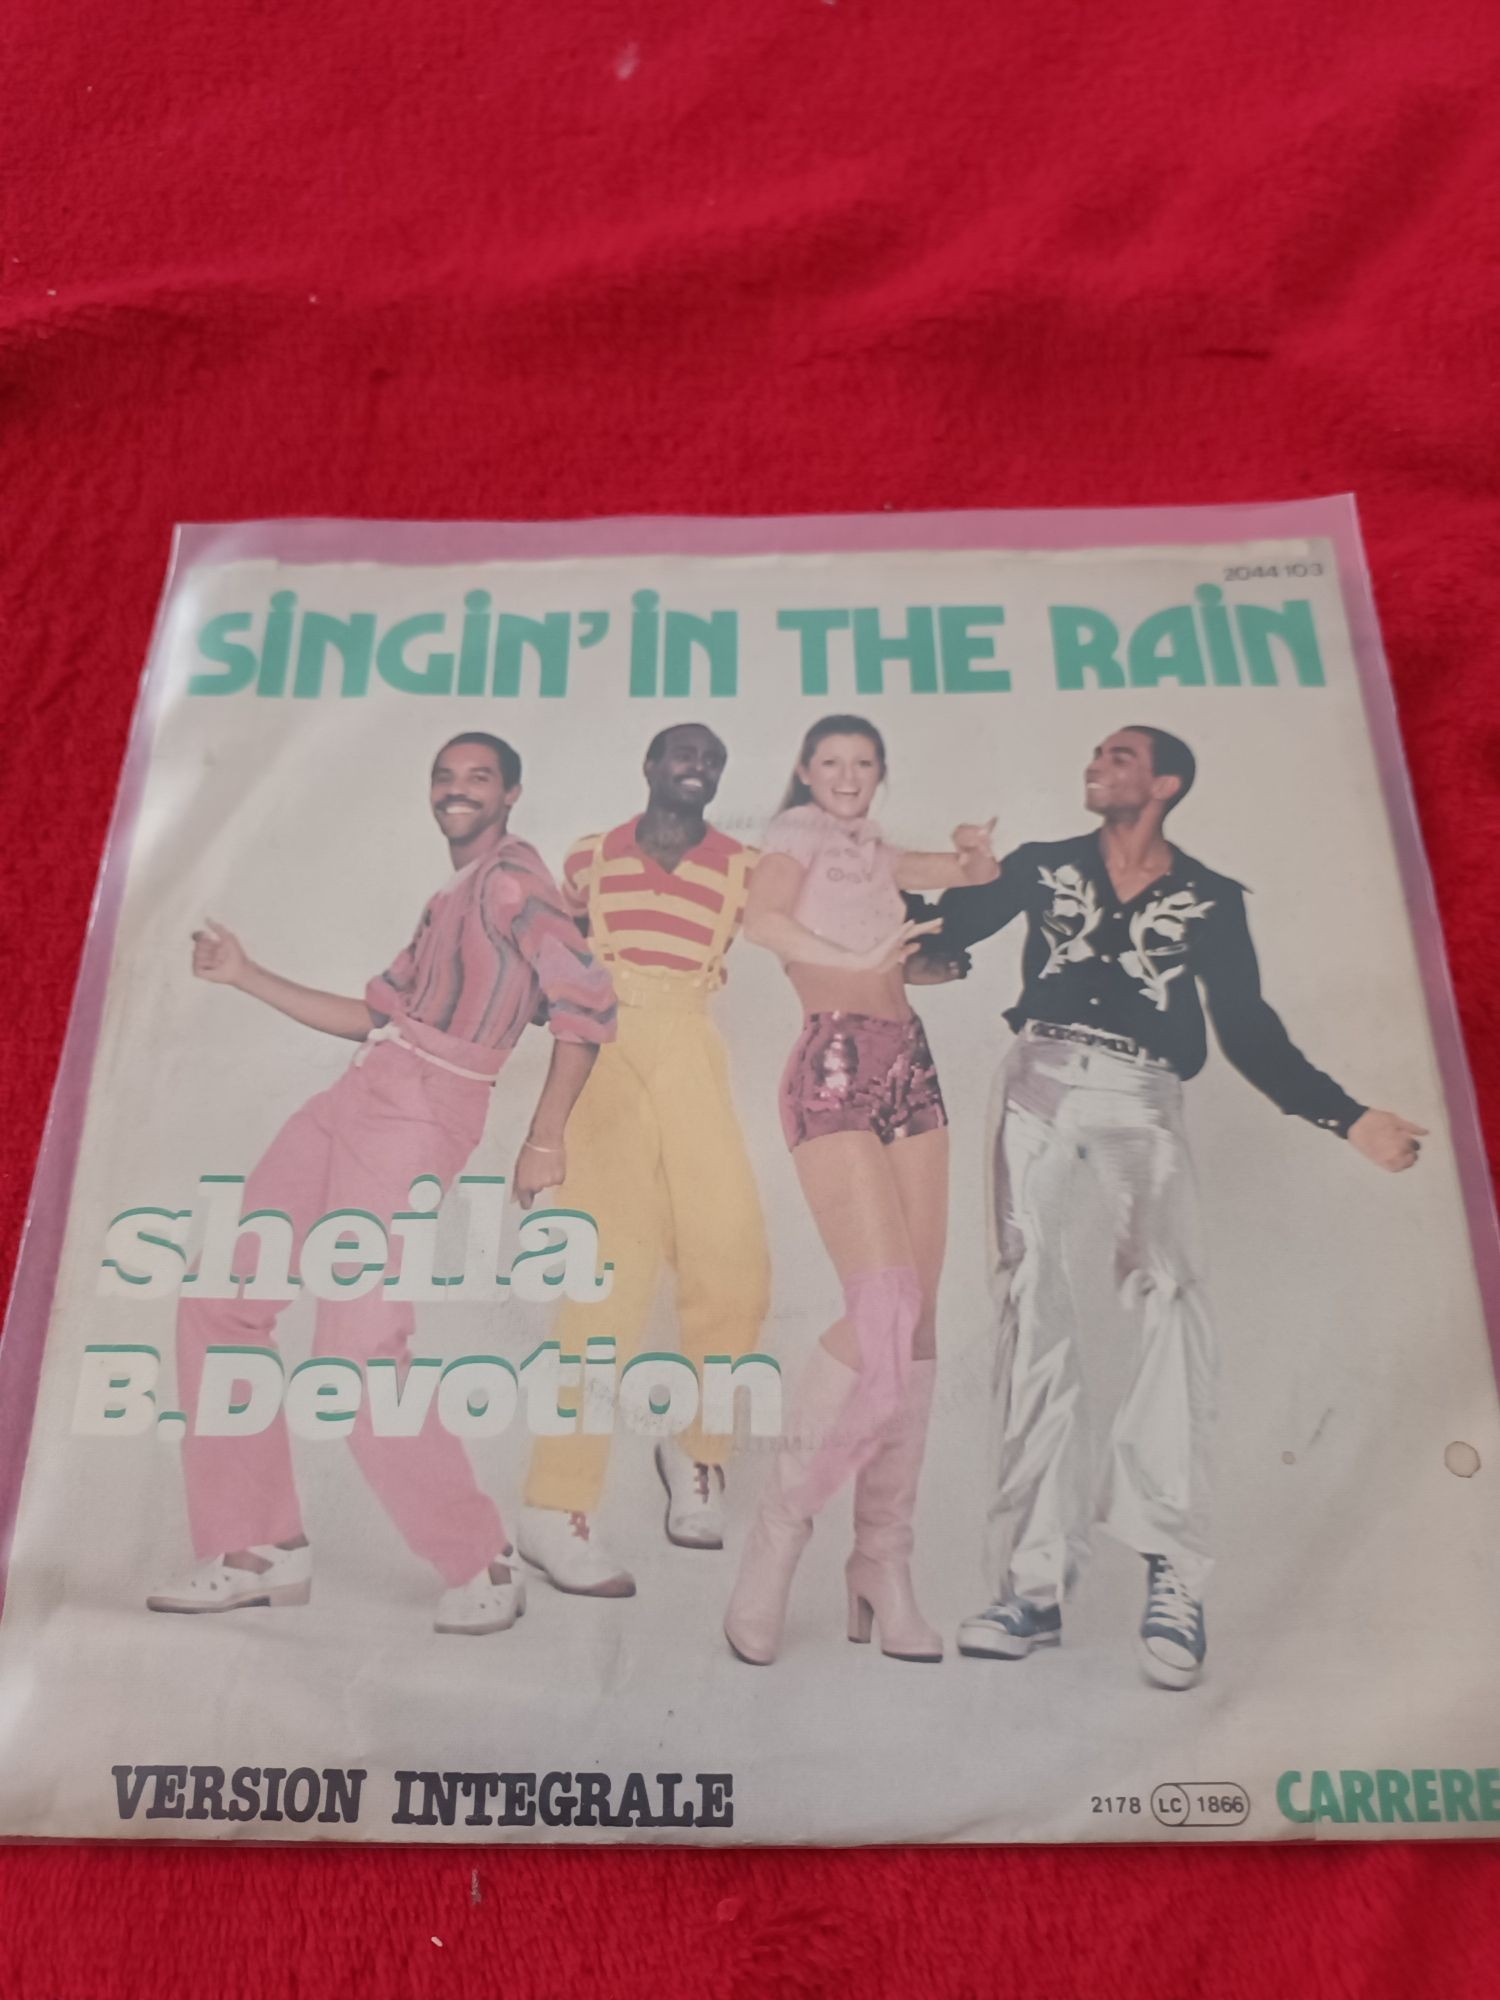 2044 103
SiNGiN' iN THE RAiN
sheila
B. Devotion
VERSION INTEGRALE
2178 LC 1866 CARRERE